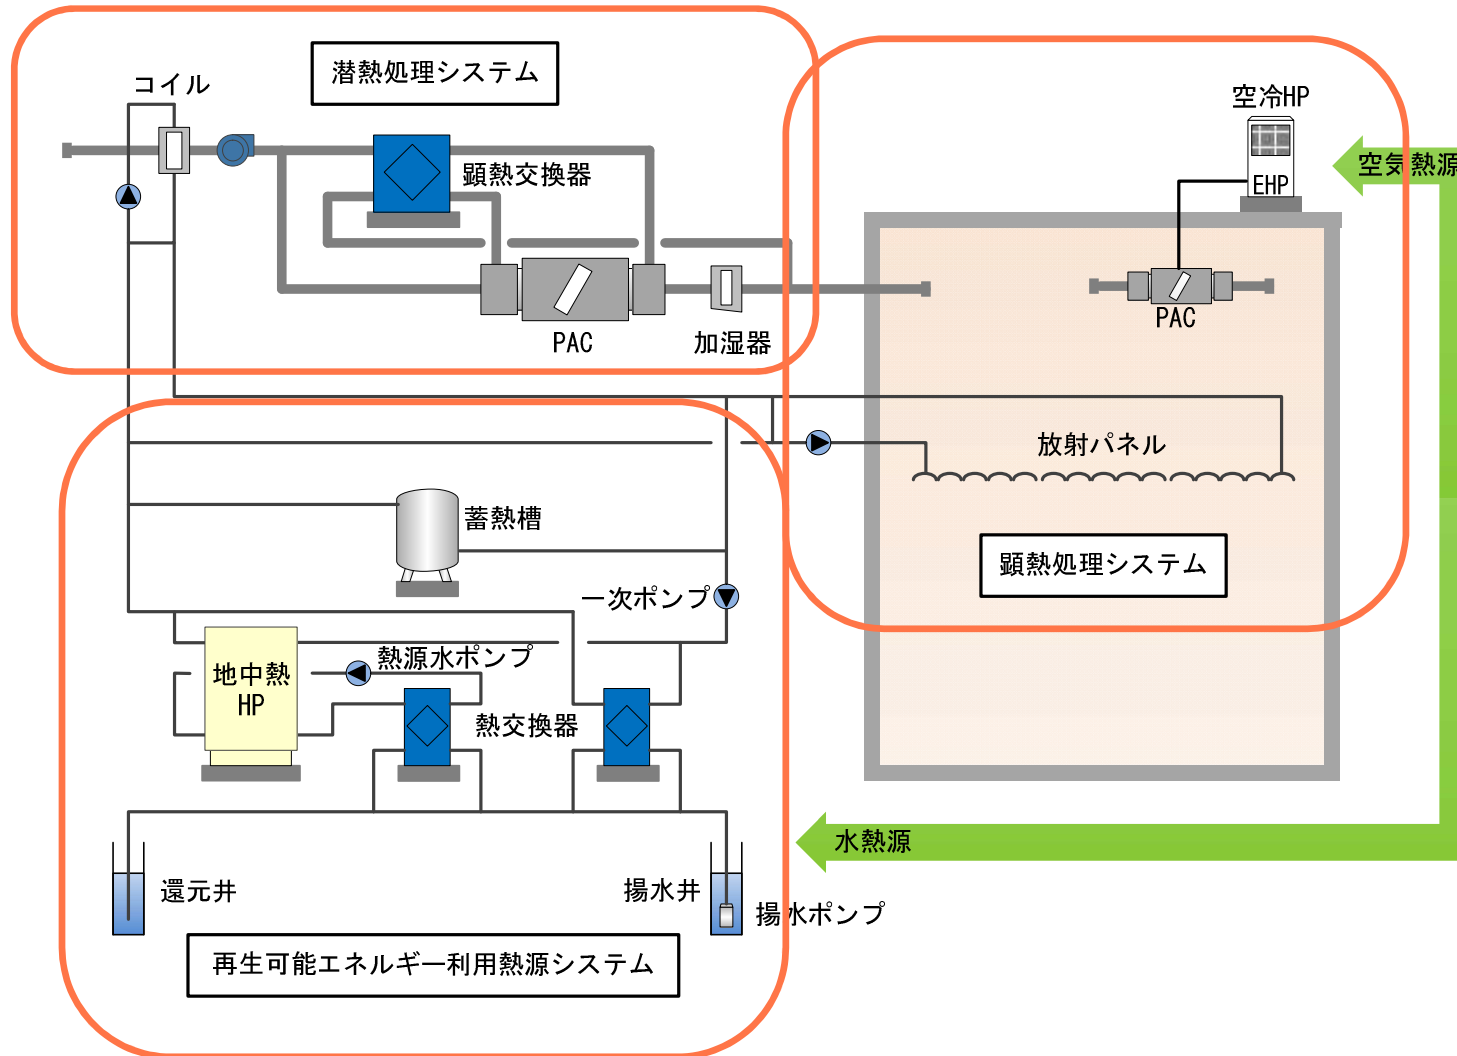 潜熱処理システム
コイル
顕熱交換器
PAC
加湿器
空冷HP
EHP
空気熱源
PAC
放射パネル
顕熱処理システム
蓄熱槽
一次ポンプ
熱源水ポンプ
地中熱
HP
熱交換器
水熱源
還元井
揚水井
揚水ポンプ
再生可能エネルギー利用熱源システム